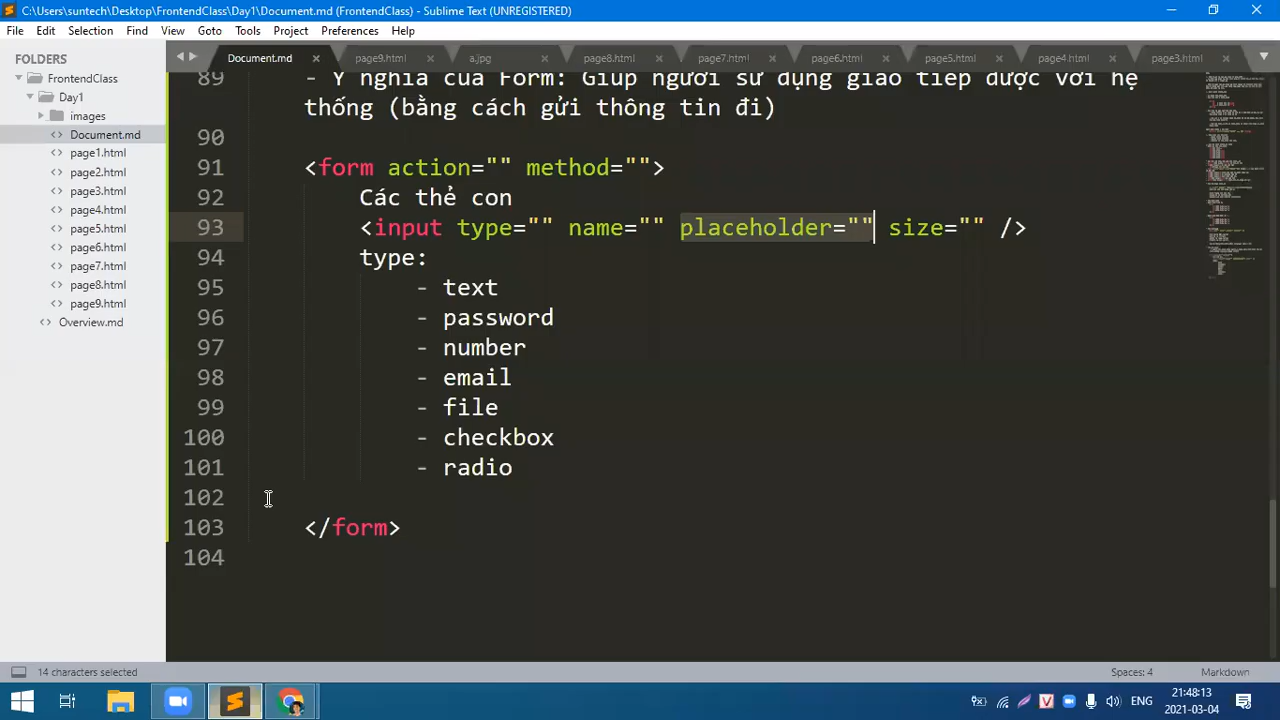 C:\Users\suntech\Desktop\FrontendClass\Day1\Document.md (FrontendClass) - Sublime Text (UNREGISTERED)
File Edit Selection Find View Goto Tools Project Preferences Help
FOLDERS
FrontendClass
Day1
images
Document.md
page1.html
page2.html
page3.html
page4.html
page5.html
page6.html
page7.html
page8.html
page9.html
Overview.md
Document.md page9.html a.jpg page8.html page7.html page6.html page5.html page4.html page3.html
89 - Ý nghĩa của Form: Giúp người sử dụng giao tiếp được với hệ
thống (bằng cách gửi thông tin đi)
90
91 <form action="" method="">
92 Các thẻ con
93 <input type="" name="" placeholder="" size="" />
94 type:
95 - text
96 - password
97 - number
98 - email
99 - file
100 - checkbox
101 - radio
102
103 </form>
104
14 characters selected Spaces: 4 Markdown
ENG 21:48:13
2021-03-04